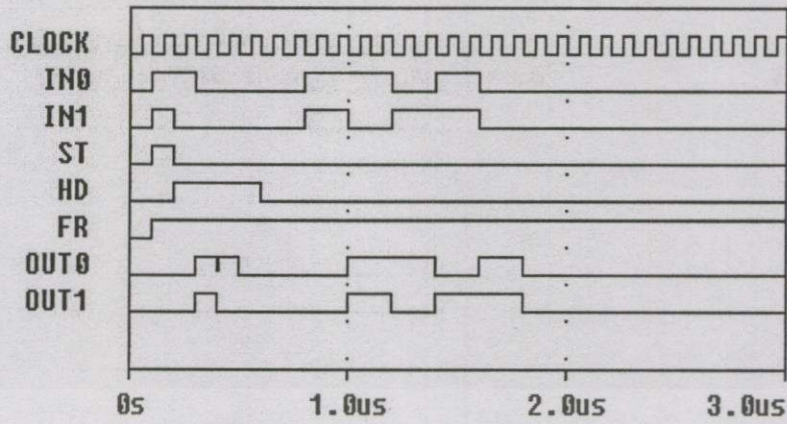 CLOCK
IN0
IN1
ST
HD
FR
OUT0
OUT1
0s 1.0us 2.0us 3.0us